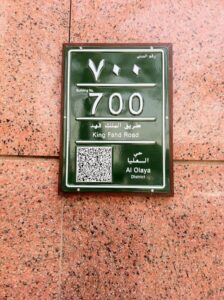 رقم المبنى
٧٠٠
Building No.
700
طريق الملك فهد
King Fahd Road
حي
العليا
Al Olaya
District